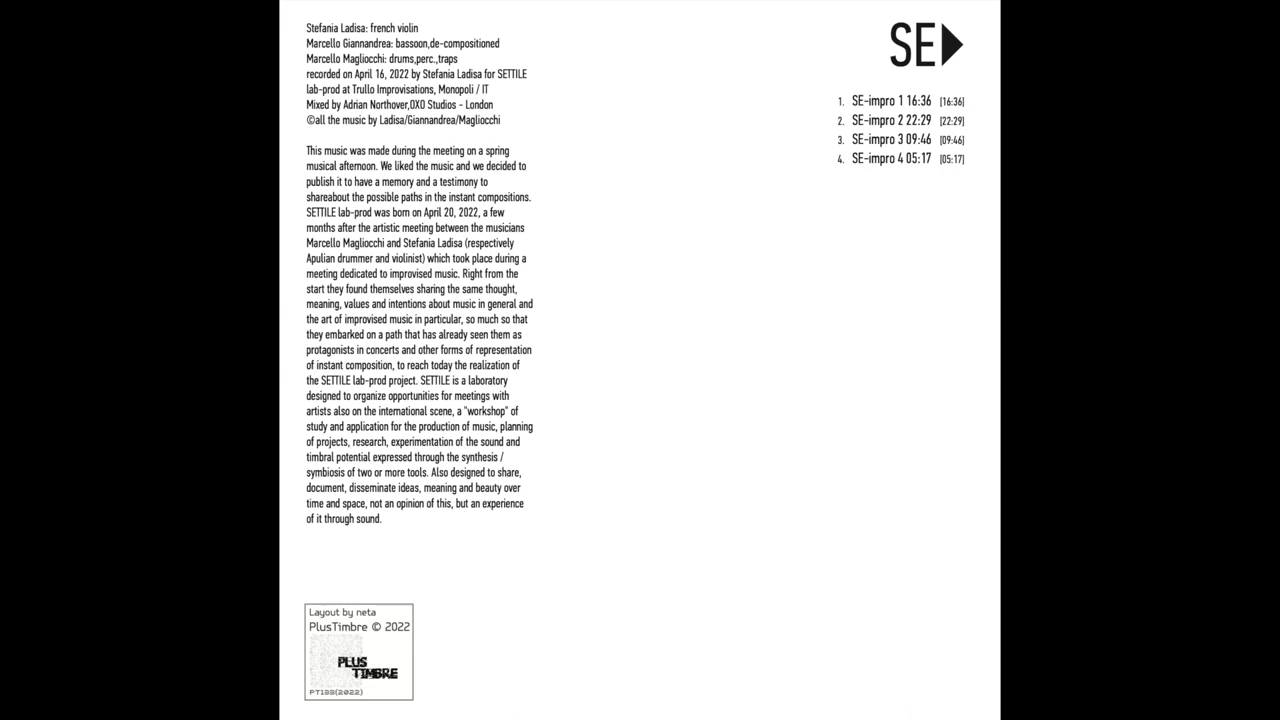 Stefania Ladisa: french violin
Marcello Giannandrea: bassoon,de-compositioned
Marcello Magliocchi: drums,perc.,traps
recorded on April 16, 2022 by Stefania Ladisa for SETTILE
lab-prod at Trullo Improvisations, Monopoli / IT
Mixed by Adrian Northover,OXO Studios - London
©all the music by Ladisa/Giannandrea/Magliocchi
This music was made during the meeting on a spring
musical afternoon. We liked the music and we decided to
publish it to have a memory and a testimony to
shareabout the possible paths in the instant compositions.
SETTILE lab-prod was born on April 20, 2022, a few
months after the artistic meeting between the musicians
Marcello Magliocchi and Stefania Ladisa (respectively
Apulian drummer and violinist) which took place during a
meeting dedicated to improvised music. Right from the
start they found themselves sharing the same thought,
meaning, values and intentions about music in general and
the art of improvised music in particular, so much so that
they embarked on a path that has already seen them as
protagonists in concerts and other forms of representation
of instant composition, to reach today the realization of
the SETTILE lab-prod project. SETTILE is a laboratory
designed to organize opportunities for meetings with
artists also on the international scene, a "workshop" of
study and application for the production of music, planning
of projects, research, experimentation of the sound and
timbral potential expressed through the synthesis /
symbiosis of two or more tools. Also designed to share,
document, disseminate ideas, meaning and beauty over
time and space, not an opinion of this, but an experience
of it through sound.
SE
1. SE-impro 1 16:36 [16:36]
2. SE-impro 2 22:29 [22:29]
3. SE-impro 3 09:46 [09:46]
4. SE-impro 4 05:17 [05:17]
Layout by neta
PlusTimbre © 2022
PLUS
TIMBRE
PT133(2022)